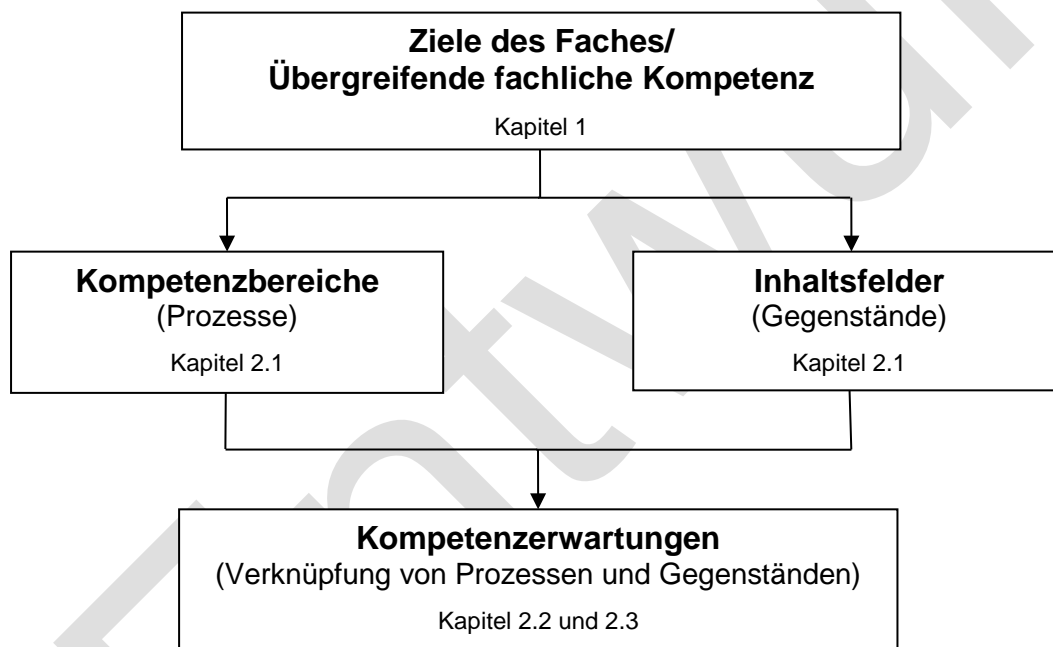 Ziele des Faches/
Übergreifende fachliche Kompetenz
Kapitel 1
Kompetenzbereiche
(Prozesse)
Kapitel 2.1
Inhaltsfelder
(Gegenstände)
Kapitel 2.1
Kompetenzerwartungen
(Verknüpfung von Prozessen und Gegenständen)
Kapitel 2.2 und 2.3